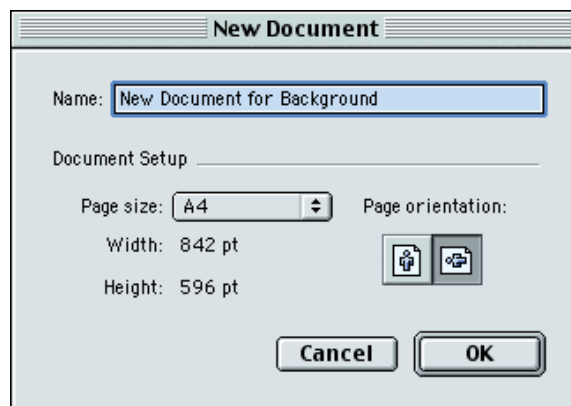 New Document
Name: New Document for Background
Document Setup
Page size: A4 Page orientation:
Width: 842 pt
Height: 596 pt
Cancel OK